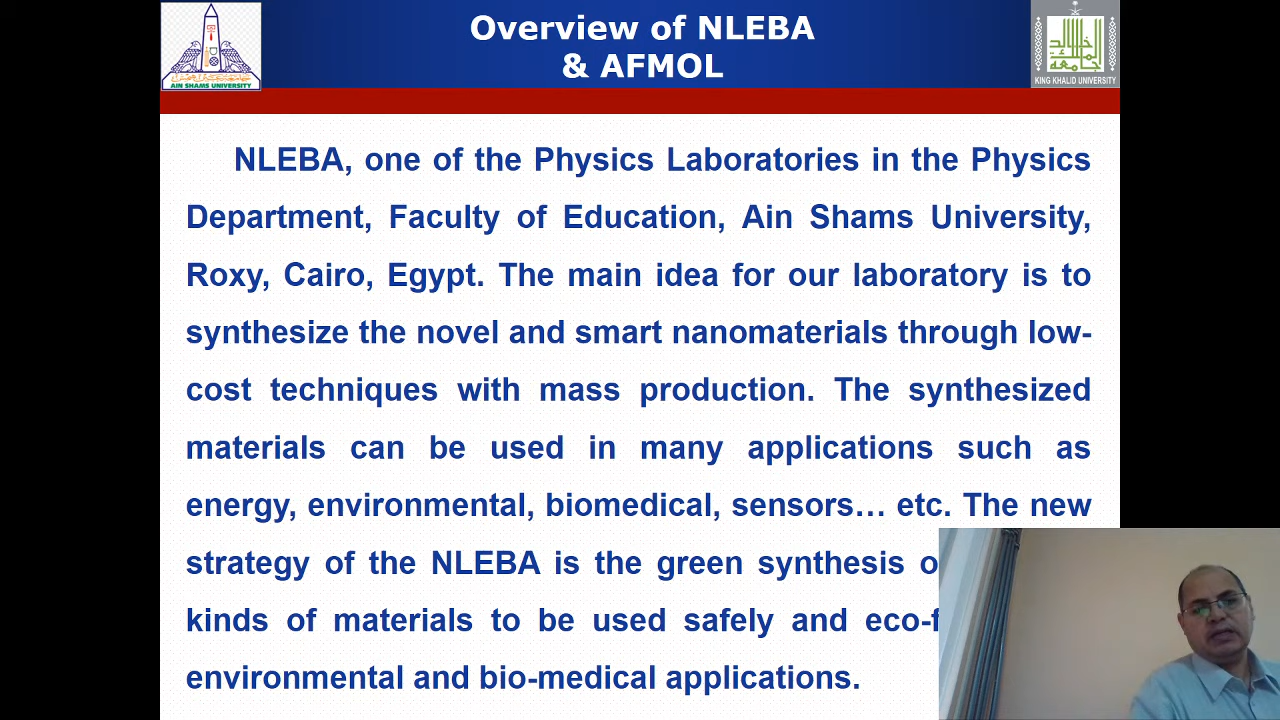 Overview of NLEBA
& AFMOL
AIN SHAMS UNIVERSITY
KING KHALID UNIVERSITY
NLEBA, one of the Physics Laboratories in the Physics
Department, Faculty of Education, Ain Shams University,
Roxy, Cairo, Egypt. The main idea for our laboratory is to
synthesize the novel and smart nanomaterials through low-
cost techniques with mass production. The synthesized
materials can be used in many applications such as
energy, environmental, biomedical, sensors… etc. The new
strategy of the NLEBA is the green synthesis
kinds of materials to be used safely and
environmental and bio-medical applications.